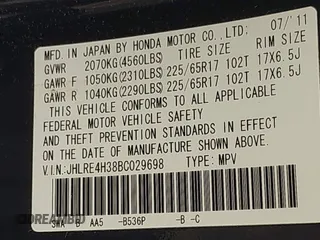 MFD. IN JAPAN BY HONDA MOTOR CO., LTD; 07/'11
GVWR 2070KG(4560LBS) TIRE SIZE RIM SIZE
GAWR F 1050KG(2310LBS) 225/65R17 102T 17X6.5J
GAWR R 1040KG(2290LBS) 225/65R17 102T 17X6.5J
THIS VEHICLE CONFORMS TO ALL APPLICABLE
FEDERAL MOTOR VEHICLE SAFETY
AND THEFT PREVENTION STANDARDS IN EFFECT
ON THE DATE OF MANUFACTURE SHOWN ABOVE.
V.I.N:JHLRE4H38BC029698 TYPE: MPV
SWA B AA5 -B536P -B -C
DREAMBID